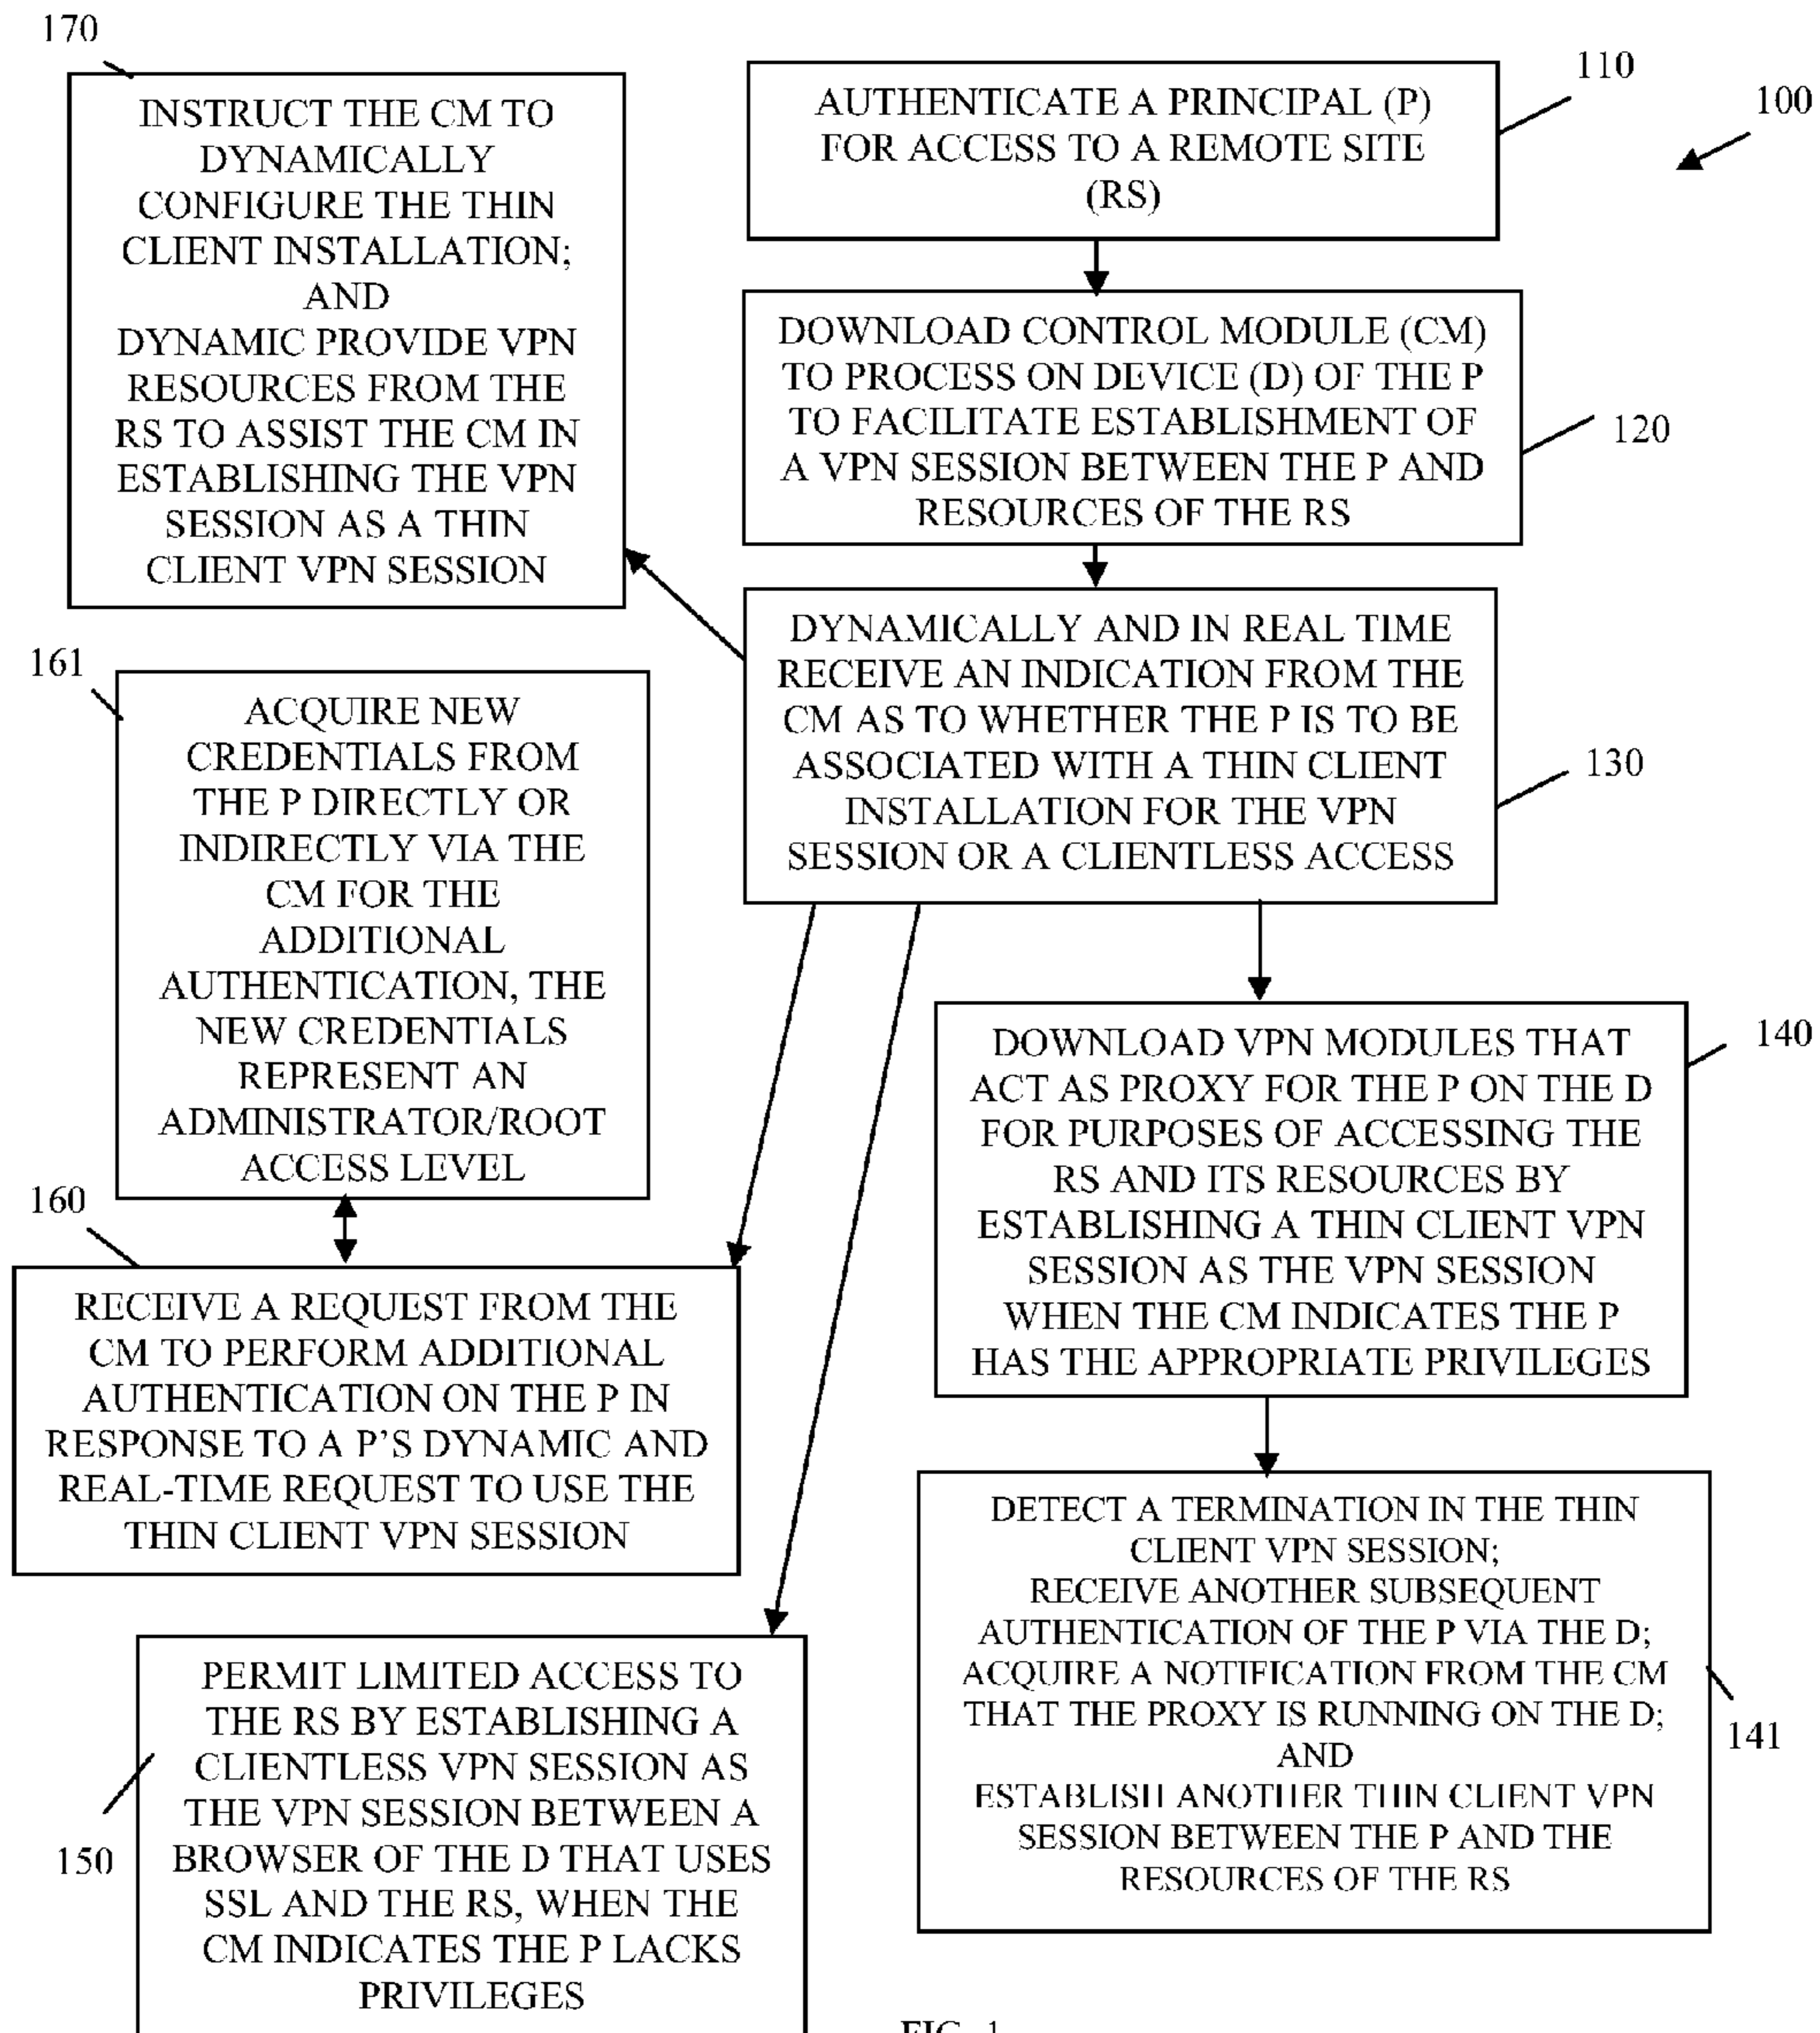 170
INSTRUCT THE CM TO
DYNAMICALLY
CONFIGURE THE THIN
CLIENT INSTALLATION;
AND
DYNAMIC PROVIDE VPN
RESOURCES FROM THE
RS TO ASSIST THE CM IN
ESTABLISHING THE VPN
SESSION AS A THIN
CLIENT VPN SESSION
110
100
AUTHENTICATE A PRINCIPAL (P)
FOR ACCESS TO A REMOTE SITE
(RS)
DOWNLOAD CONTROL MODULE (CM)
TO PROCESS ON DEVICE (D) OF THE P
TO FACILITATE ESTABLISHMENT OF
A VPN SESSION BETWEEN THE P AND
RESOURCES OF THE RS
120
DYNAMICALLY AND IN REAL TIME
RECEIVE AN INDICATION FROM THE
CM AS TO WHETHER THE P IS TO BE
ASSOCIATED WITH A THIN CLIENT
INSTALLATION FOR THE VPN
SESSION OR A CLIENTLESS ACCESS
130
161
ACQUIRE NEW
CREDENTIALS FROM
THE P DIRECTLY OR
INDIRECTLY VIA THE
CM FOR THE
ADDITIONAL
AUTHENTICATION, THE
NEW CREDENTIALS
REPRESENT AN
ADMINISTRATOR/ROOT
ACCESS LEVEL
160
RECEIVE A REQUEST FROM THE
CM TO PERFORM ADDITIONAL
AUTHENTICATION ON THE P IN
RESPONSE TO A P'S DYNAMIC AND
REAL-TIME REQUEST TO USE THE
THIN CLIENT VPN SESSION
140
DOWNLOAD VPN MODULES THAT
ACT AS PROXY FOR THE P ON THE D
FOR PURPOSES OF ACCESSING THE
RS AND ITS RESOURCES BY
ESTABLISHING A THIN CLIENT VPN
SESSION AS THE VPN SESSION
WHEN THE CM INDICATES THE P
HAS THE APPROPRIATE PRIVILEGES
DETECT A TERMINATION IN THE THIN
CLIENT VPN SESSION;
RECEIVE ANOTHER SUBSEQUENT
AUTHENTICATION OF THE P VIA THE D;
ACQUIRE A NOTIFICATION FROM THE CM
THAT THE PROXY IS RUNNING ON THE D;
AND
ESTABLISH ANOTHER THIN CLIENT VPN
SESSION BETWEEN THE P AND THE
RESOURCES OF THE RS
141
PERMIT LIMITED ACCESS TO
THE RS BY ESTABLISHING A
CLIENTLESS VPN SESSION AS
THE VPN SESSION BETWEEN A
BROWSER OF THE D THAT USES
SSL AND THE RS, WHEN THE
CM INDICATES THE P LACKS
PRIVILEGES
150
FIG. 1